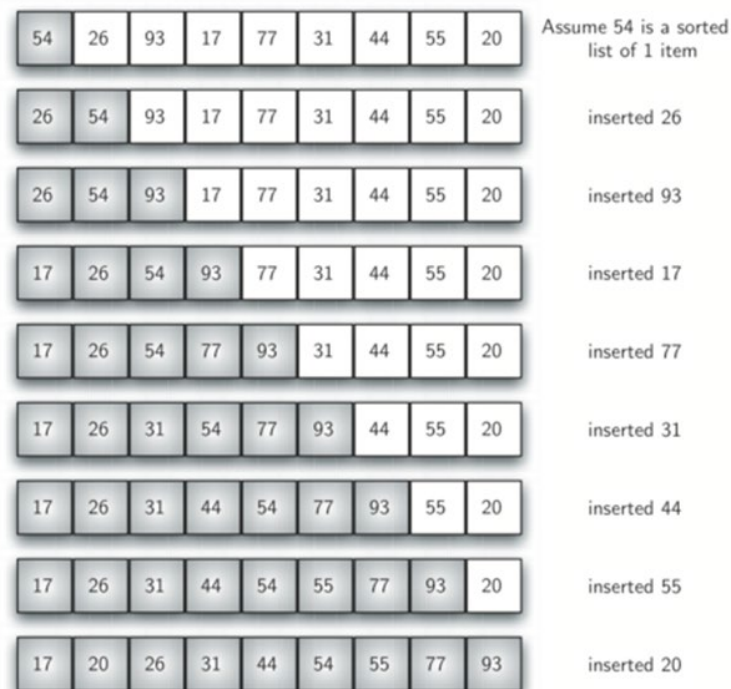 54 26 93 17 77 31 44 55 20 Assume 54 is a sorted
list of 1 item
26 54 93 17 77 31 44 55 20 inserted 26
26 54 93 17 77 31 44 55 20 inserted 93
17 26 54 93 77 31 44 55 20 inserted 17
17 26 54 77 93 31 44 55 20 inserted 77
17 26 31 54 77 93 44 55 20 inserted 31
17 26 31 44 54 77 93 55 20 inserted 44
17 26 31 44 54 55 77 93 20 inserted 55
17 20 26 31 44 54 55 77 93 inserted 20